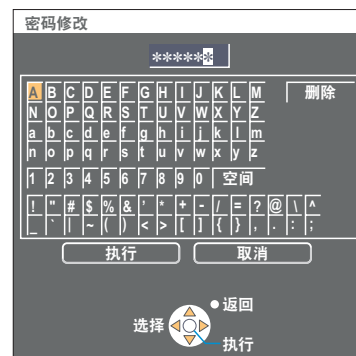 密码修改
******
A B C D E F G H I J K L M 删除
N O P Q R S T U V W X Y Z
a b c d e f g h i j k l m
n o p q r s t u v w x y z
1 2 3 4 5 6 7 8 9 0 空间
! " # $ % & ' * + - / = ? @ \ ^
_ ` | ~ ( ) < > [ ] { } , . : ;
执行 取消
返回
选择
执行